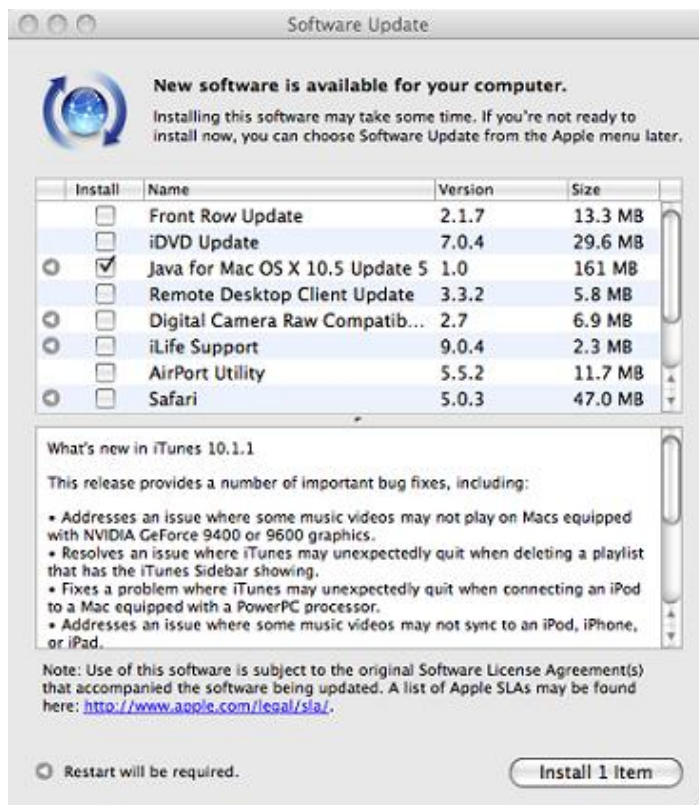 Software Update
New software is available for your computer.
Installing this software may take some time. If you're not ready to
install now, you can choose Software Update from the Apple menu later.
Install Name Version Size
Front Row Update 2.1.7 13.3 MB
iDVD Update 7.0.4 29.6 MB
Java for Mac OS X 10.5 Update 5 1.0 161 MB
Remote Desktop Client Update 3.3.2 5.8 MB
Digital Camera Raw Compatib... 2.7 6.9 MB
iLife Support 9.0.4 2.3 MB
AirPort Utility 5.5.2 11.7 MB
Safari 5.0.3 47.0 MB
What's new in iTunes 10.1.1
This release provides a number of important bug fixes, including:
• Addresses an issue where some music videos may not play on Macs equipped
with NVIDIA GeForce 9400 or 9600 graphics.
• Resolves an issue where iTunes may unexpectedly quit when deleting a playlist
that has the iTunes Sidebar showing.
• Fixes a problem where iTunes may unexpectedly quit when connecting an iPod
to a Mac equipped with a PowerPC processor.
• Addresses an issue where some music videos may not sync to an iPod, iPhone,
or iPad.
Note: Use of this software is subject to the original Software License Agreement(s)
that accompanied the software being updated. A list of Apple SLAs may be found
here: http://www.apple.com/legal/sla/.
Restart will be required.
Install 1 Item